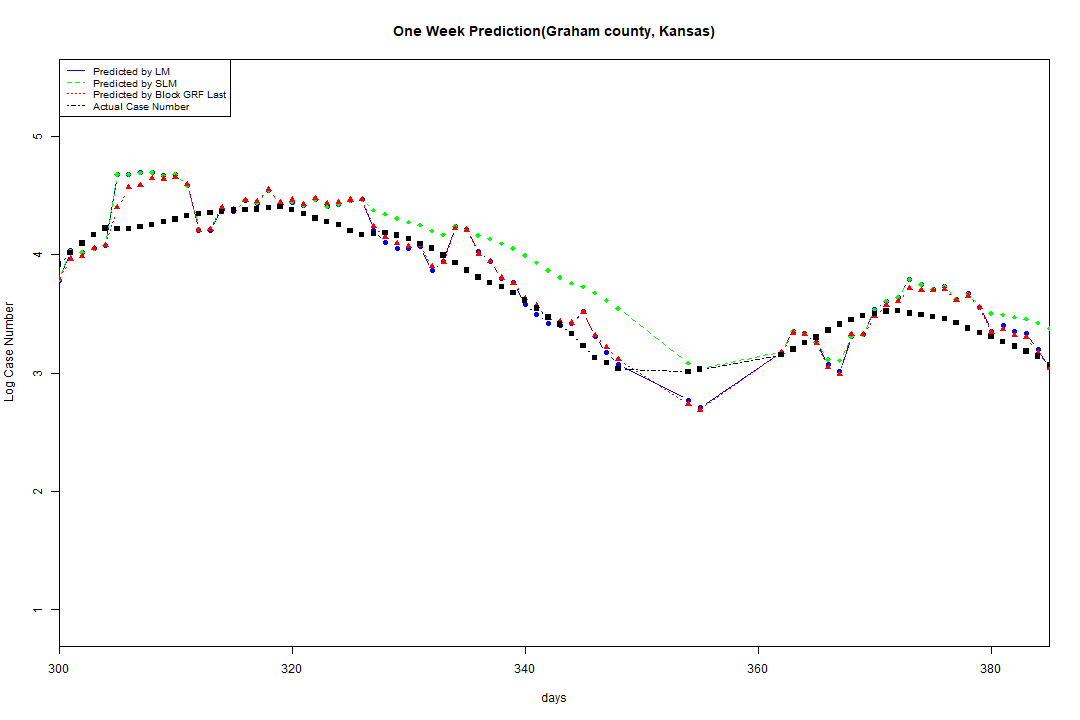 One Week Prediction(Graham county, Kansas)
Predicted by LM
Predicted by SLM
Predicted by Block GRF Last
Actual Case Number
5
4
3
2
1
Log Case Number
300 320 340 360 380
days